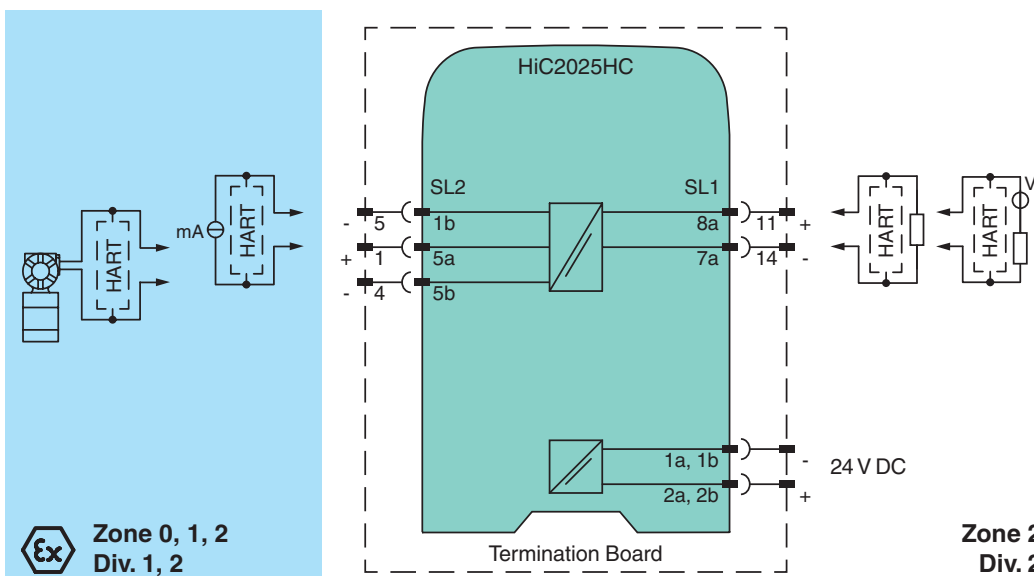 HiC2025HC
SL2
SL1
- 5 1b
8a 11 +
+ 1 5a
7a 14 -
- 4 5b
HART
mA
HART
HART
HART
V
1a, 1b -
24 V DC
2a, 2b +
Ex
Zone 0, 1, 2
Div. 1, 2
Termination Board
Zone 2
Div. 2